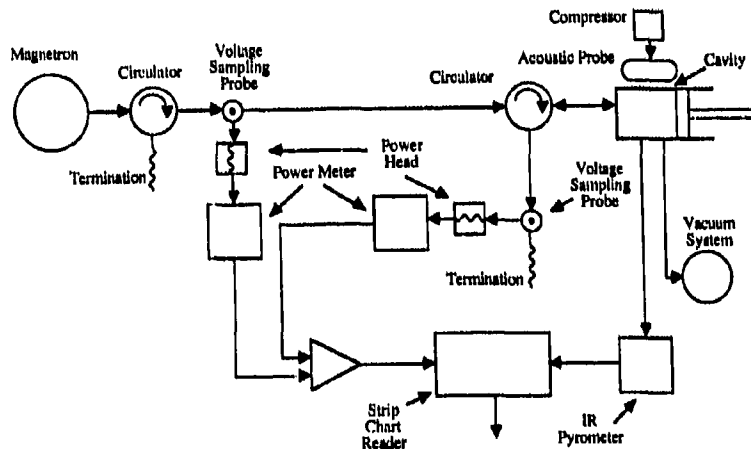 Compressor
Magnetron
Voltage
Sampling
Probe
Circulator
Circulator
Acoustic Probe
Cavity
Termination
Power
Head
Power Meter
Voltage
Sampling
Probe
Vacuum
System
Termination
Strip
Chart
Reader
IR
Pyrometer